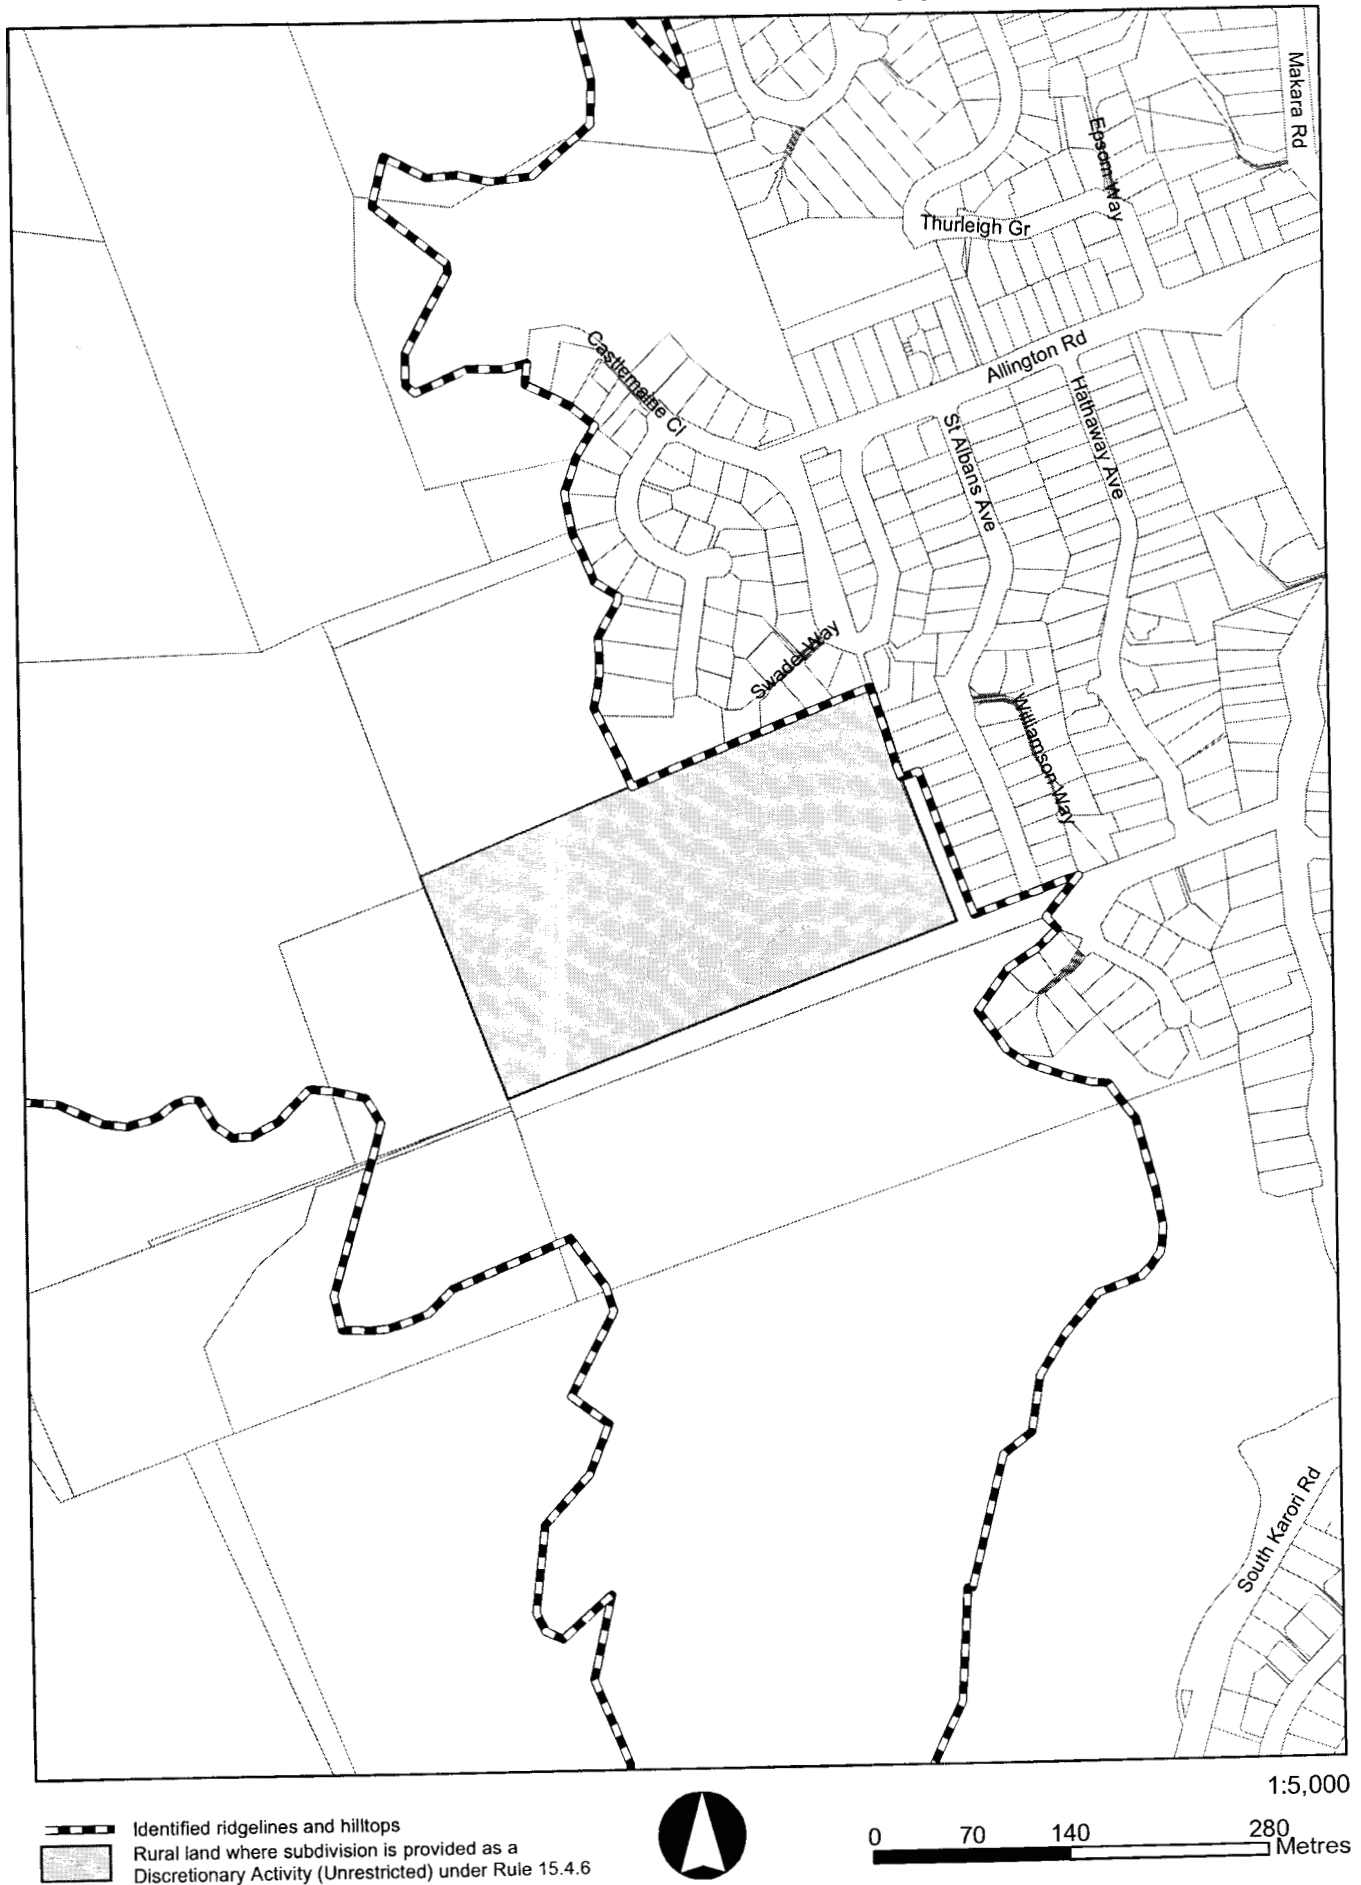 Makara Rd
Epsom Way
Thurleigh Gr
Allington Rd
Castlemaine Cl
Hathaway Ave
St Albans Ave
Swadel Way
Williamson Way
South Karori Rd
1:5,000
Identified ridgelines and hilltops
Rural land where subdivision is provided as a
Discretionary Activity (Unrestricted) under Rule 15.4.6
0 70 140 280
Metres